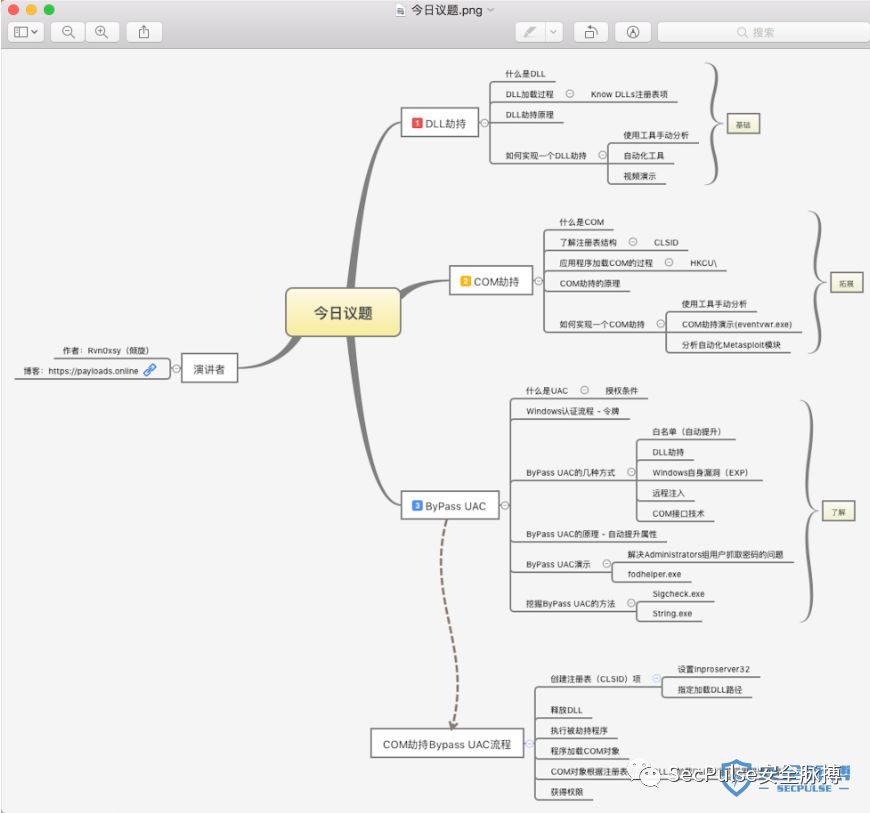 今日议题.png
搜索
什么是DLL
DLL加载过程
Know DLLs注册表项
DLL劫持原理
1 DLL劫持
如何实现一个DLL劫持
使用工具手动分析
自动化工具
视频演示
基础
什么是COM
了解注册表结构
CLSID
应用程序加载COM的过程
HKCU\
2 COM劫持
COM劫持的原理
如何实现一个COM劫持
使用工具手动分析
COM劫持演示(eventvwr.exe)
分析自动化Metasploit模块
拓展
今日议题
作者：Rvn0xsy（倾旋）
博客：https://payloads.online
演讲者
什么是UAC
授权条件
Windows认证流程 - 令牌
ByPass UAC的几种方式
白名单（自动提升）
DLL劫持
Windows自身漏洞（EXP）
远程注入
COM接口技术
3 ByPass UAC
了解
ByPass UAC的原理 - 自动提升属性
ByPass UAC演示
解决Administrators组用户抓取密码的问题
fodhelper.exe
挖掘ByPass UAC的方法
Sigcheck.exe
String.exe
创建注册表（CLSID）项
设置Inproserver32
指定加载DLL路径
释放DLL
执行被劫持程序
COM劫持Bypass UAC流程
程序加载COM对象
COM对象根据注册表
SecPulse安全脉搏
SECPULSE
获得权限